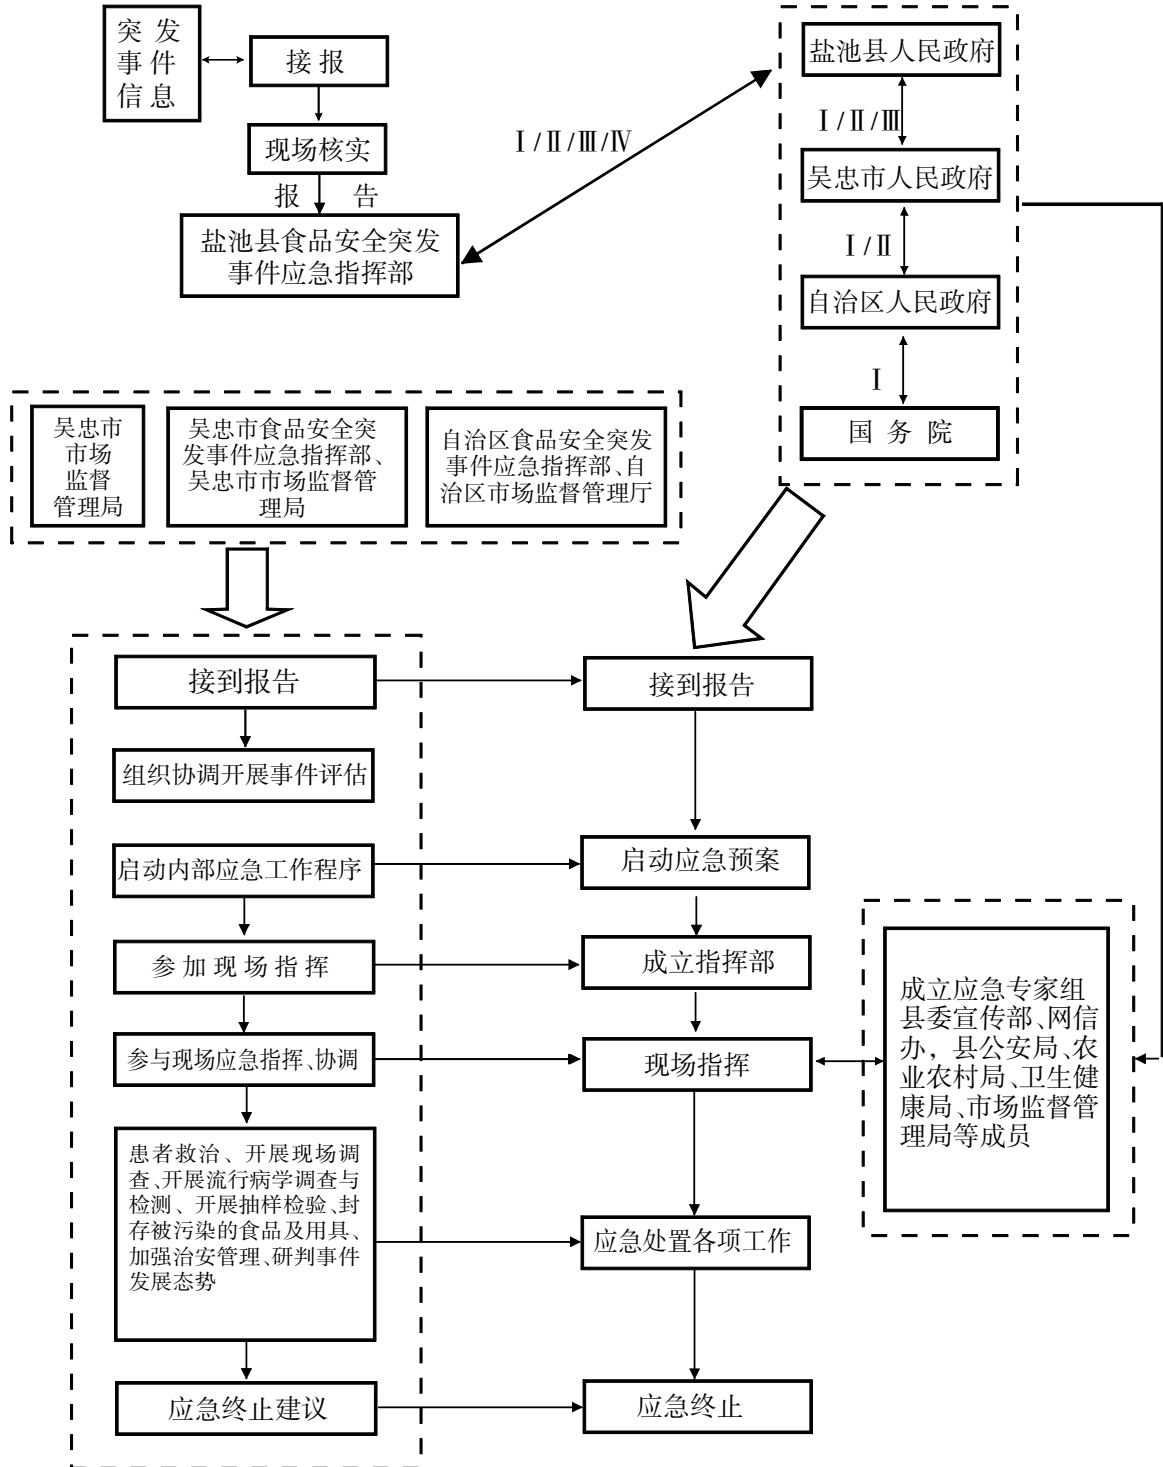 突 发
事 件
信 息
接 报
现场核实
报 告
盐池县食品安全突发
事件应急指挥部
Ⅰ/Ⅱ/Ⅲ/Ⅳ
盐池县人民政府
Ⅰ/Ⅱ/Ⅲ
吴忠市人民政府
Ⅰ/Ⅱ
自治区人民政府
Ⅰ
国 务 院
吴忠市
市场
监督
管理局
吴忠市食品安全突
发事件应急指挥部、
吴忠市市场监督管
理局
自治区食品安全突发
事件应急指挥部、自
治区市场监督管理厅
接到报告
组织协调开展事件评估
启动内部应急工作程序
参 加 现 场 指 挥
参与现场应急指挥、协调
患者救治、开展现场调
查、开展流行病学调查与
检测、开展抽样检验、封
存被污染的食品及用具、
加强治安管理、研判事件
发展态势
应急终止建议
接到报告
启动应急预案
成立指挥部
现场指挥
应急处置各项工作
应急终止
成立应急专家组
县委宣传部、网信
办，县公安局、农
业农村局、卫生健
康局、市场监督管
理局等成员